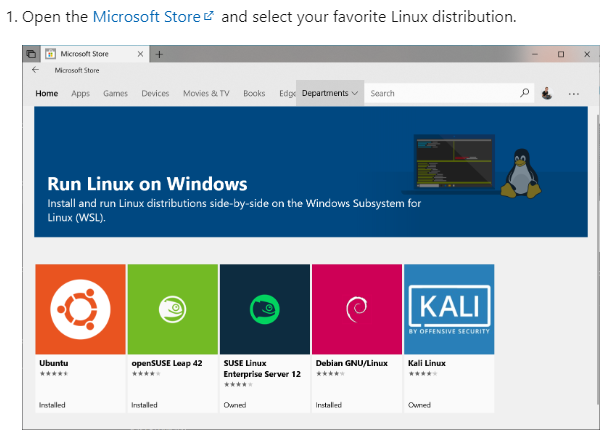 1. Open the Microsoft Store and select your favorite Linux distribution.
Microsoft Store
Microsoft Store
Home Apps Games Devices Movies & TV Books Edge Departments Search
Run Linux on Windows
Install and run Linux distributions side-by-side on the Windows Subsystem for
Linux (WSL).
KALI
BY OFFENSIVE SECURITY
Ubuntu openSUSE Leap 42 SUSE Linux Debian GNU/Linux Kali Linux
Enterprise Server 12
Installed Installed Owned Installed Owned